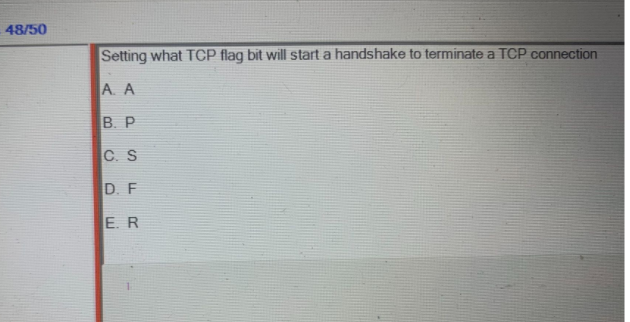 48/50
Setting what TCP flag bit will start a handshake to terminate a TCP connection
A. A
B. P
C. S
D. F
E. R